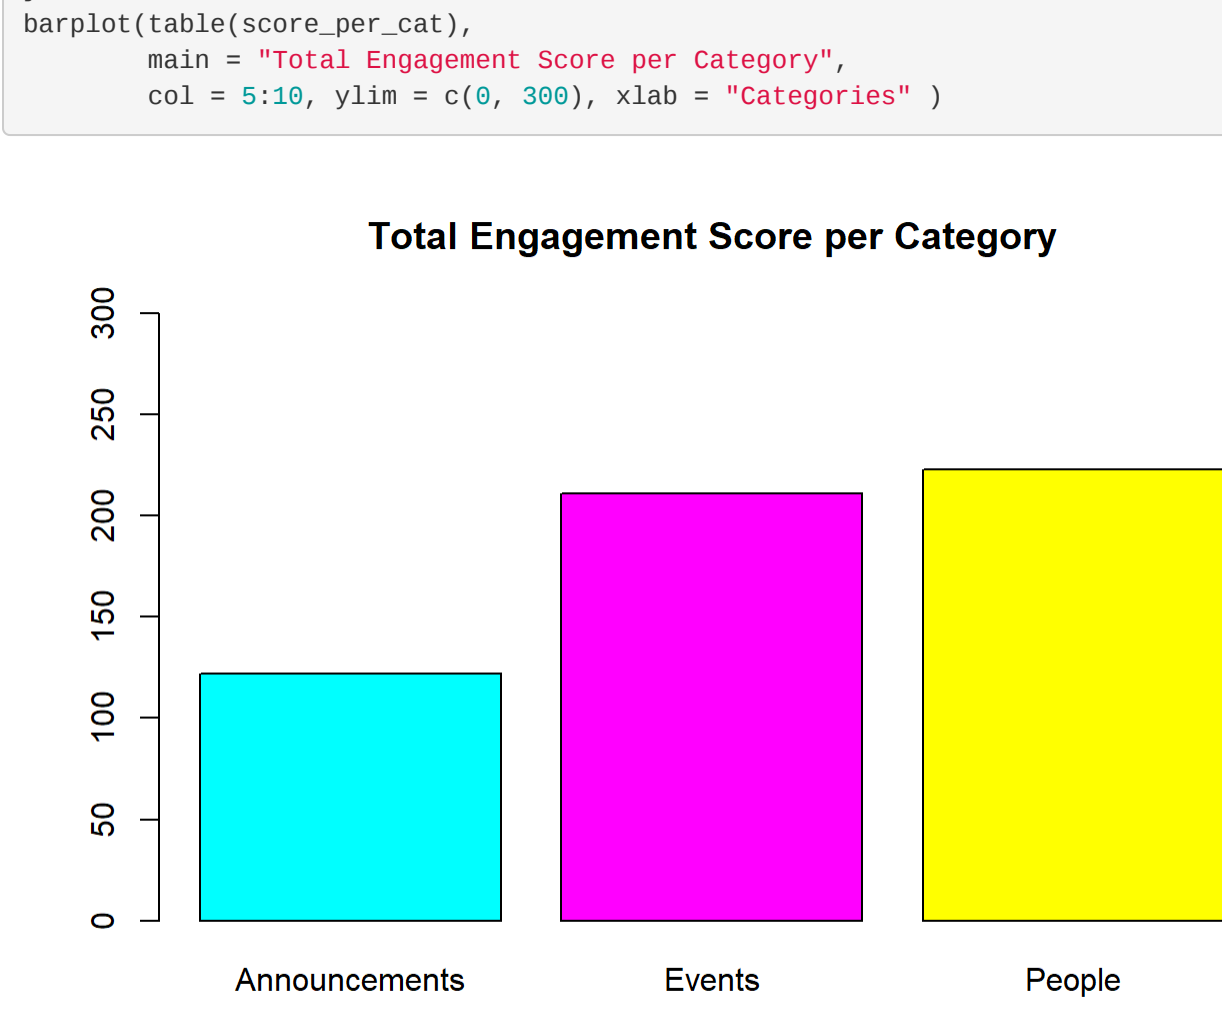 barplot(table(score_per_cat),
        main = "Total Engagement Score per Category",
        col = 5:10, ylim = c(0, 300), xlab = "Categories" )
Total Engagement Score per Category
300
250
200
150
100
50
0
Announcements Events People